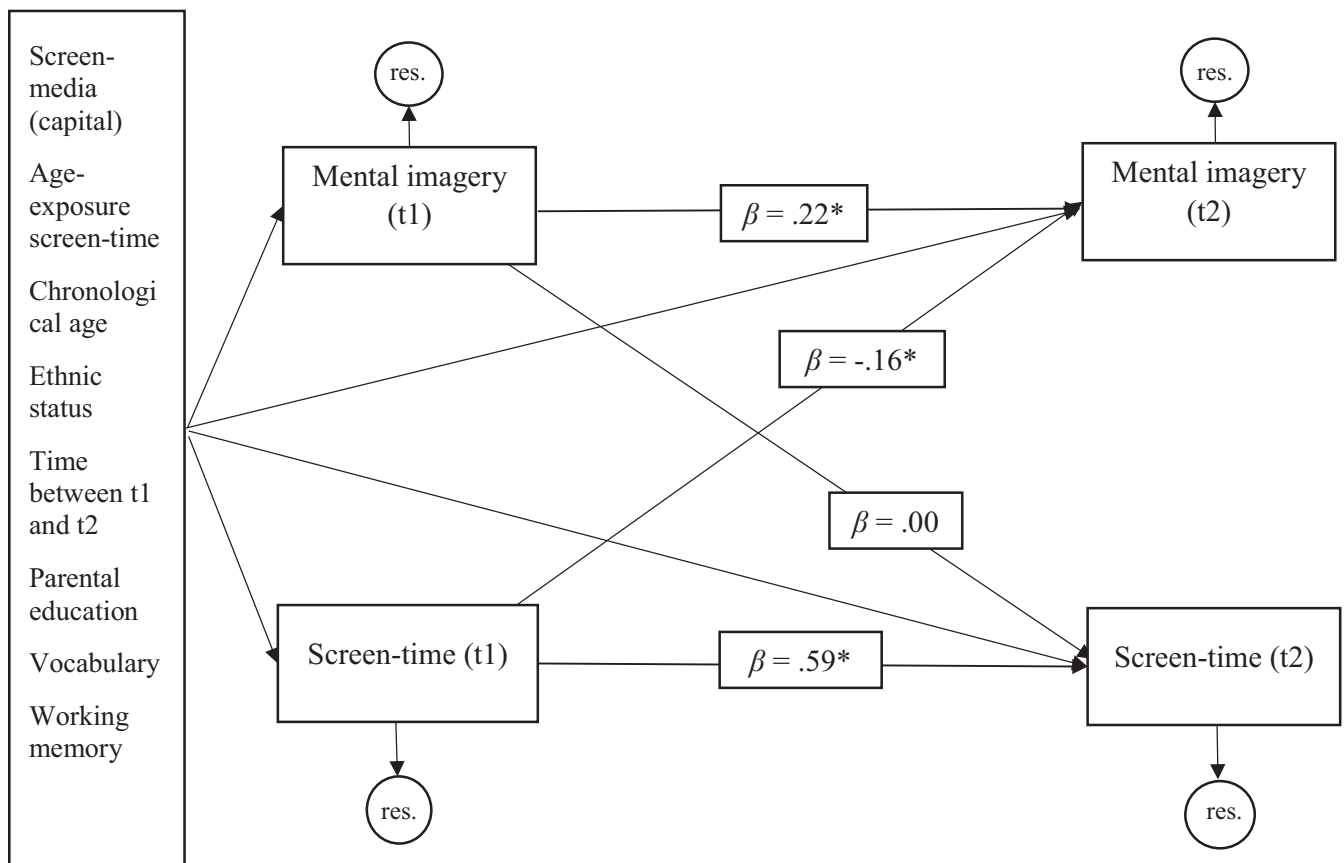 Screen-
media
(capital)
Age-
exposure
screen-time
Chronologi
cal age
Ethnic
status
Time
between t1
and t2
Parental
education
Vocabulary
Working
memory
res.
res.
Mental imagery
(t1)
Mental imagery
(t2)
β = .22*
β = -.16*
β = .00
Screen-time (t1)
β = .59*
Screen-time (t2)
res.
res.